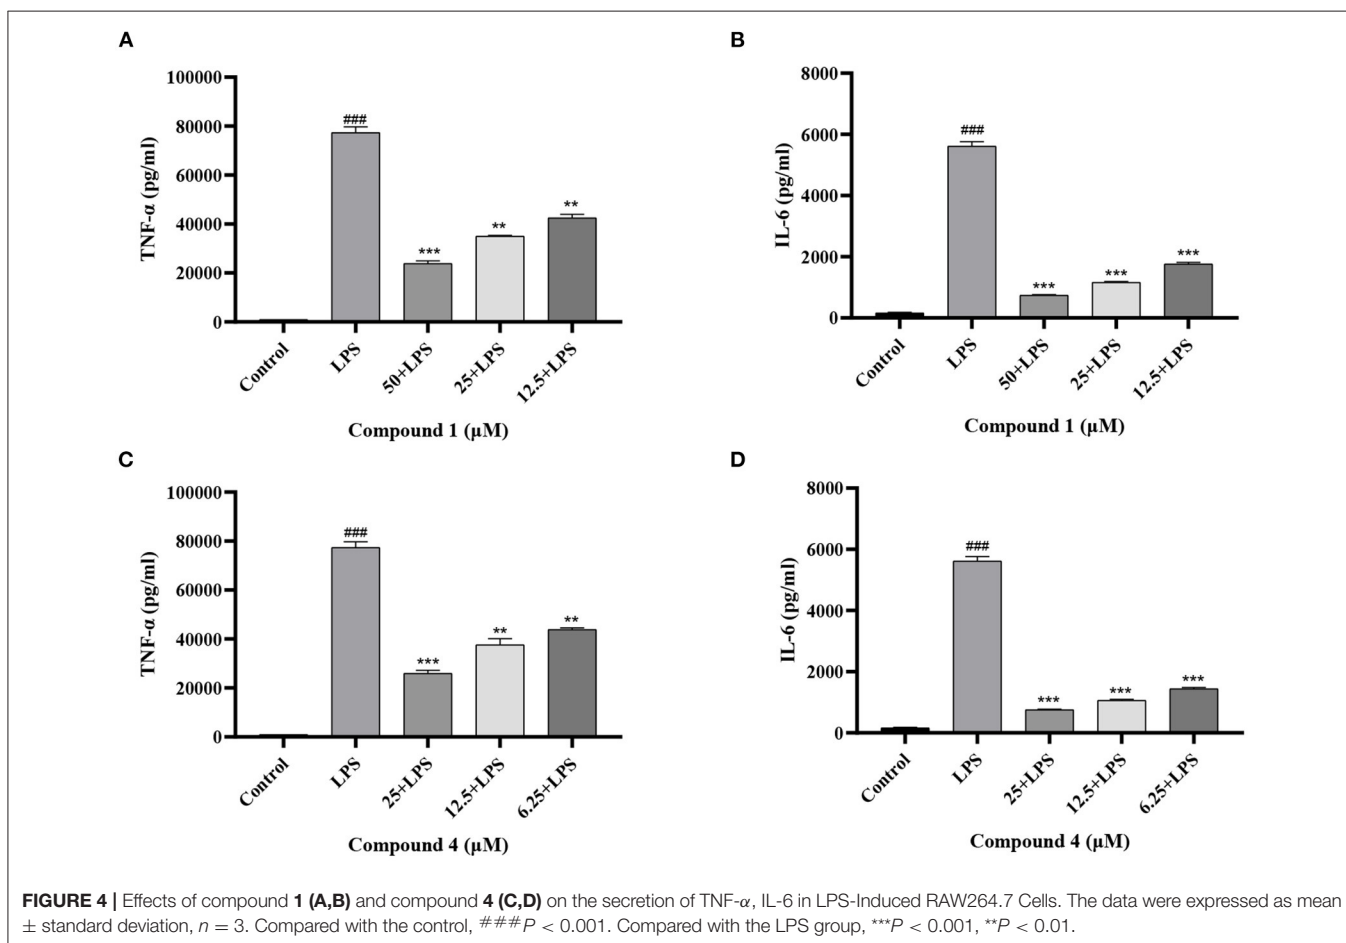 A
100000
80000
60000
40000
20000
0
TNF-α (pg/ml)
###
***
**
**
Control
LPS
50+LPS
25+LPS
12.5+LPS
Compound 1 (μM)
B
8000
6000
4000
2000
0
IL-6 (pg/ml)
###
***
***
***
Control
LPS
50+LPS
25+LPS
12.5+LPS
Compound 1 (μM)
C
100000
80000
60000
40000
20000
0
TNF-α (pg/ml)
###
***
**
**
Control
LPS
25+LPS
12.5+LPS
6.25+LPS
Compound 4 (μM)
D
8000
6000
4000
2000
0
IL-6 (pg/ml)
###
***
***
***
Control
LPS
25+LPS
12.5+LPS
6.25+LPS
Compound 4 (μM)
FIGURE 4 | Effects of compound 1 (A,B) and compound 4 (C,D) on the secretion of TNF-α, IL-6 in LPS-Induced RAW264.7 Cells. The data were expressed as mean
± standard deviation, n = 3. Compared with the control, ###P < 0.001. Compared with the LPS group, ***P < 0.001, **P < 0.01.